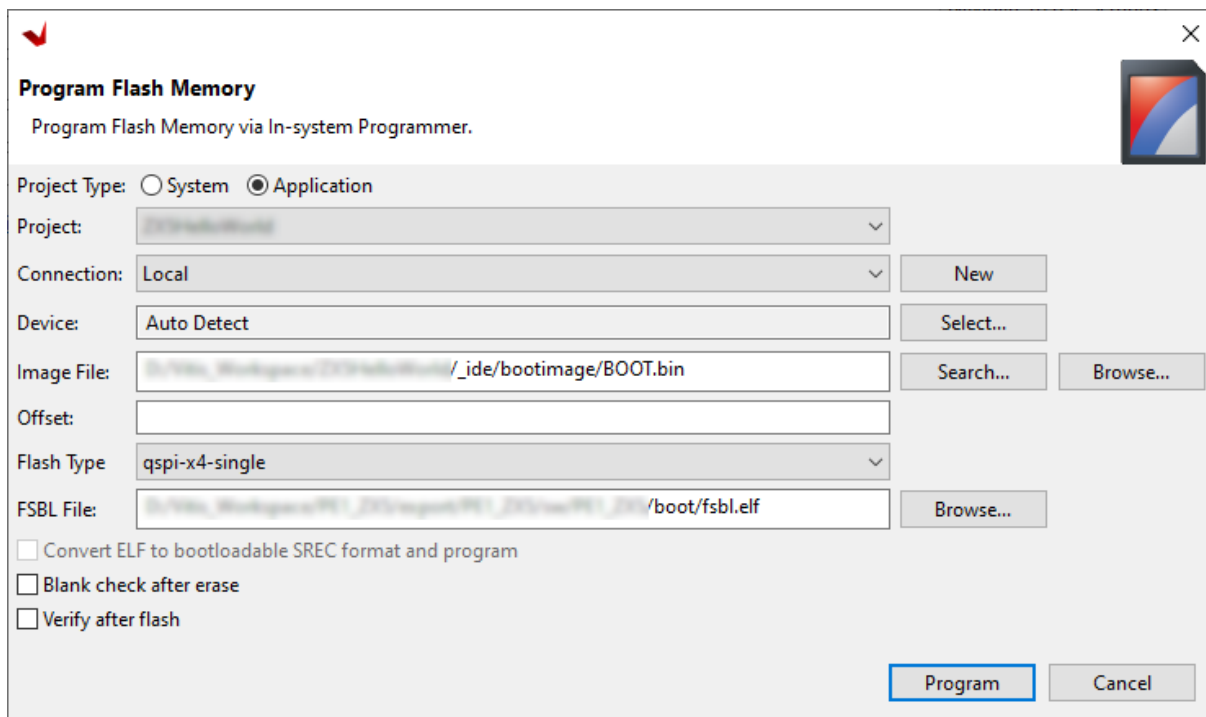 Program Flash Memory
Program Flash Memory via In-system Programmer.
Project Type: System Application
Project:
Connection: Local New
Device: Auto Detect Select...
Image File: /_ide/bootimage/BOOT.bin Search... Browse...
Offset:
Flash Type qspi-x4-single
FSBL File: /boot/fsbl.elf Browse...
Convert ELF to bootloadable SREC format and program
Blank check after erase
Verify after flash
Program Cancel